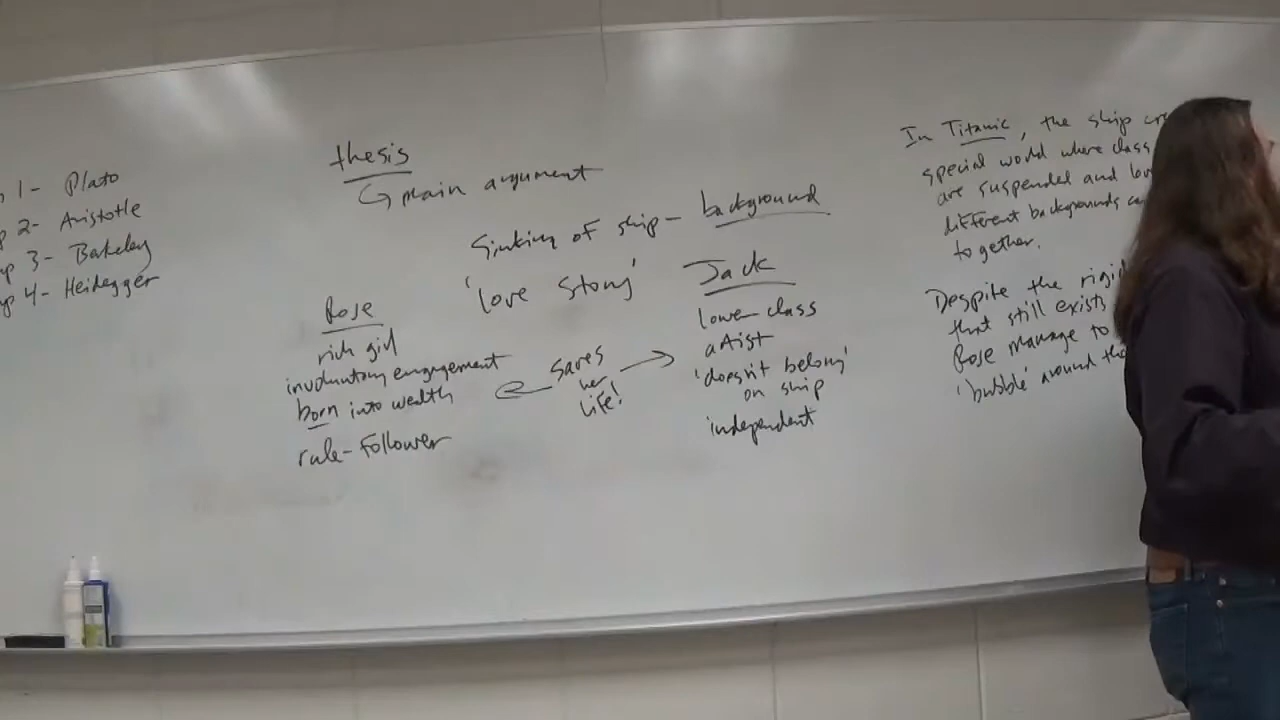 1- Plato
2- Aristotle
3- Bakeley
4- Heidegger
thesis
main argument
Sinking of ship - background
'love story'
Rose
rich girl
involuntary engagement
born into wealth
rule-follower
saves
her
life!
Jack
lower class
artist
'doesn't belong'
on ship
independent
In Titanic, the ship
special world where class
are suspended and
different backgrounds
together.
Despite the
that still exists
Rose manage to
'bubble' around